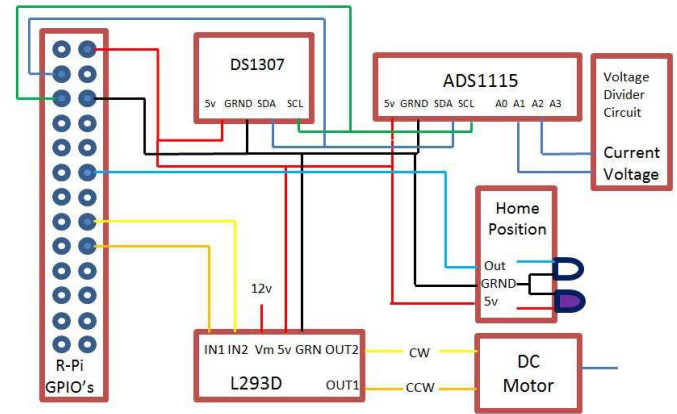 DS1307
5v GRND SDA SCL
ADS1115
5v GRND SDA SCL A0 A1 A2 A3
Voltage
Divider
Circuit
Current
Voltage
Home
Position
Out
GRND
5v
12v
IN1 IN2 Vm 5v GRN OUT2
L293D
OUT1
CW
CCW
DC
Motor
R-Pi
GPIO's